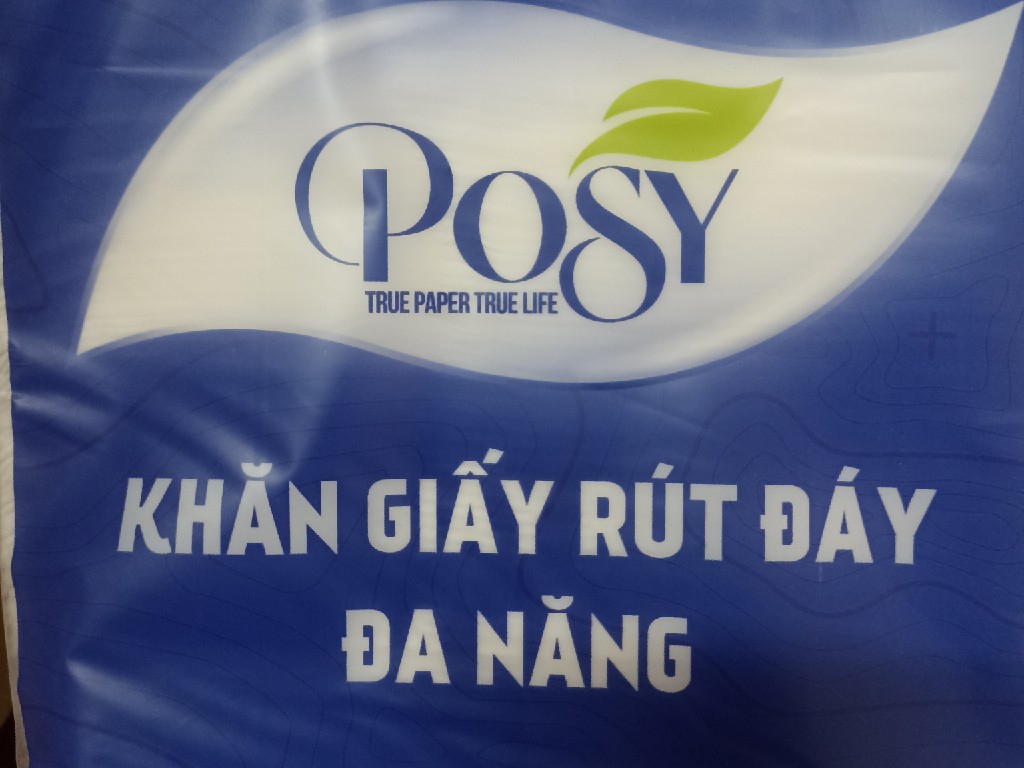 POSY
TRUE PAPER TRUE LIFE
KHĂN GIẤY RÚT ĐÁY
ĐA NĂNG